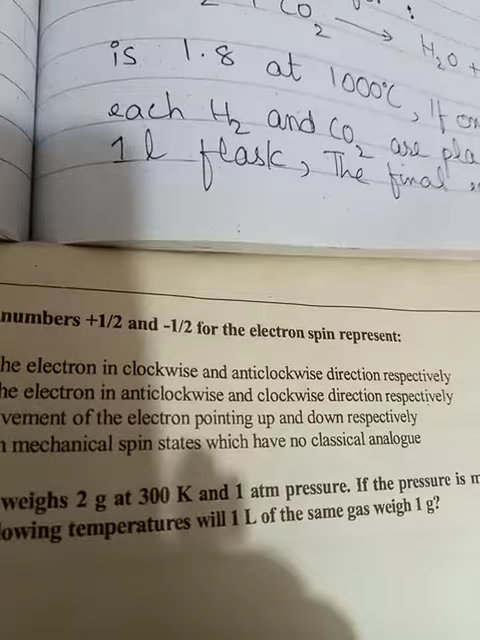 CO2 → H2O +
is 1.8 at 1000°C, If
each H2 and CO2 are
1 l flask, The final
numbers +1/2 and -1/2 for the electron spin represent:
he electron in clockwise and anticlockwise direction respectively
he electron in anticlockwise and clockwise direction respectively
vement of the electron pointing up and down respectively
mechanical spin states which have no classical analogue
weighs 2 g at 300 K and 1 atm pressure. If the pressure is
lowing temperatures will 1 L of the same gas weigh 1 g?